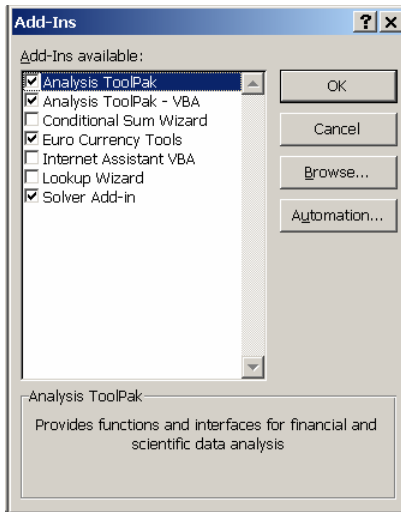 Add-Ins
Add-Ins available:
Analysis ToolPak
Analysis ToolPak - VBA
Conditional Sum Wizard
Euro Currency Tools
Internet Assistant VBA
Lookup Wizard
Solver Add-in
OK
Cancel
Browse...
Automation...
Analysis ToolPak
Provides functions and interfaces for financial and
scientific data analysis